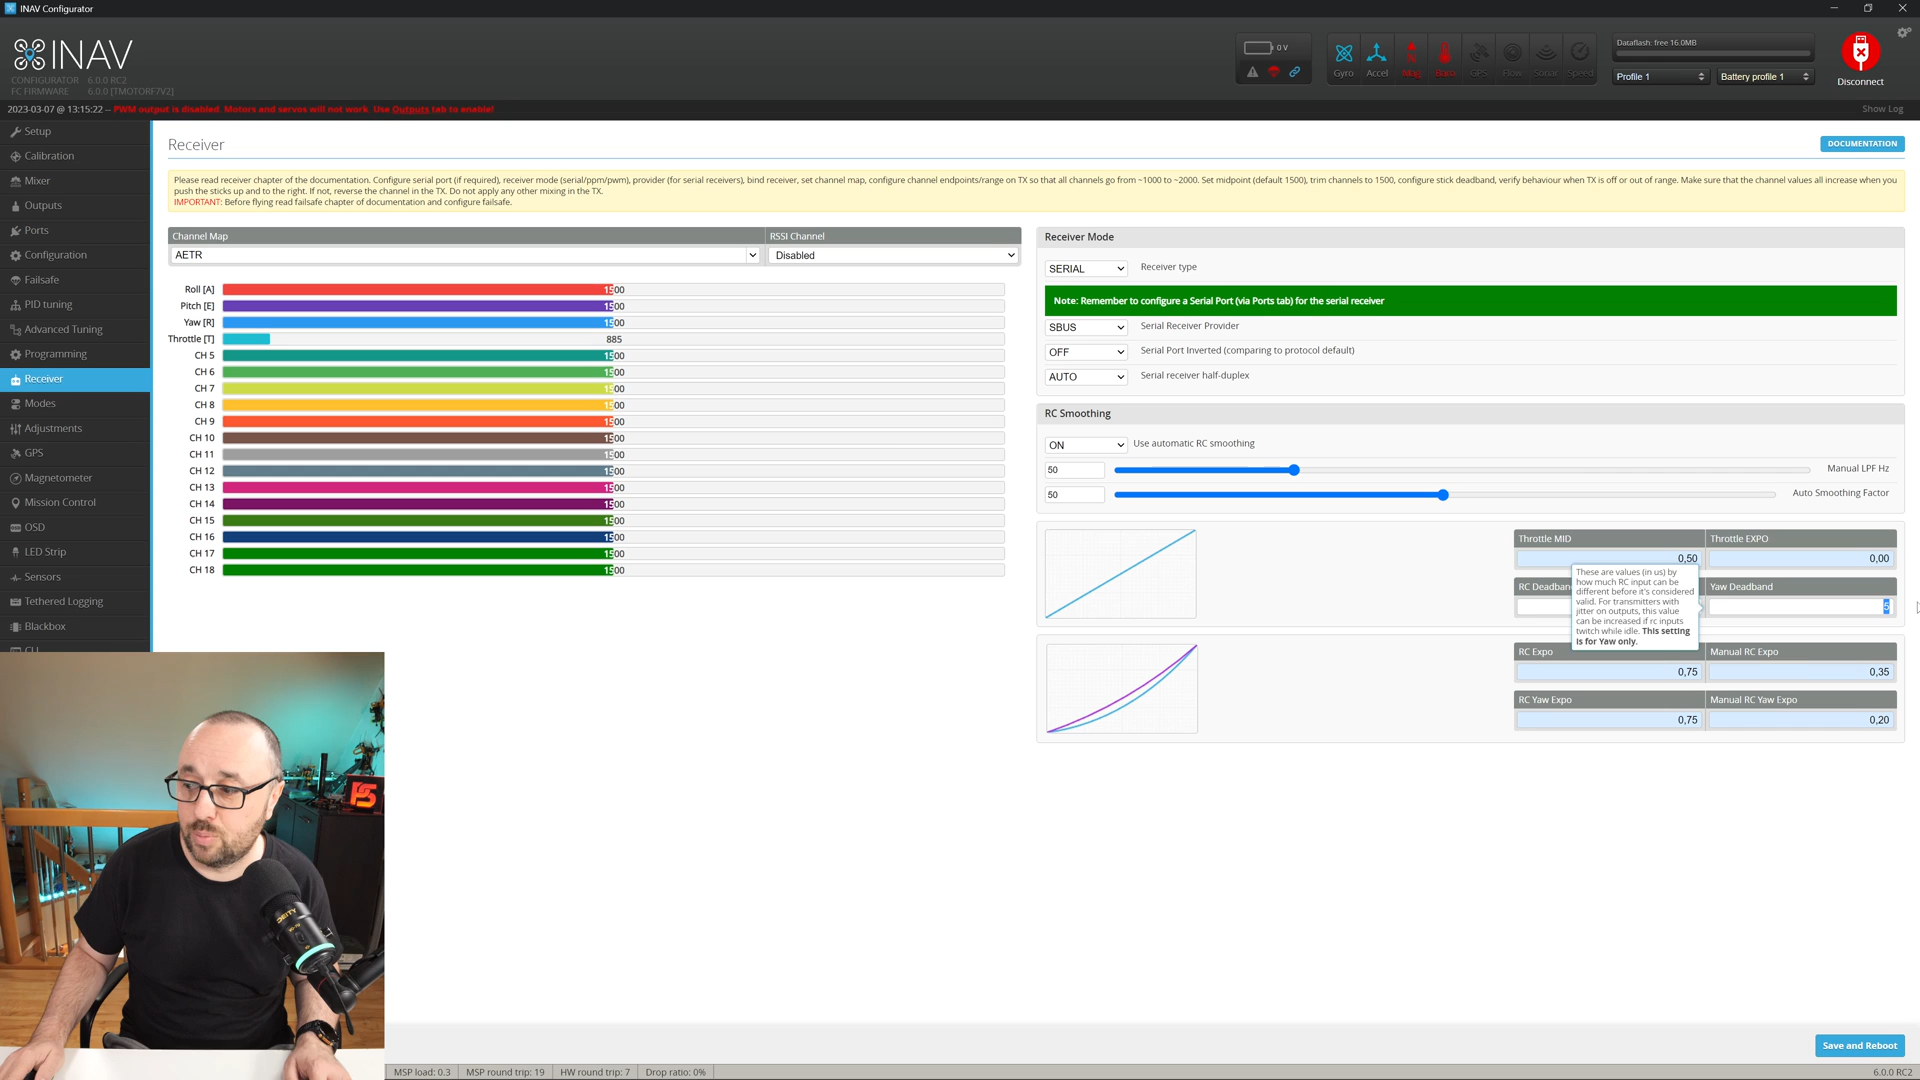 INAV Configurator
INAV
CONFIGURATOR 6.0.0 RC2
FC FIRMWARE 6.0.0 [TMOTORF7V2]
0 V
Gyro Accel Mag Baro GPS Flow Sonar Speed
Dataflash: free 16.0MB
Profile 1
Battery profile 1
Disconnect
2023-03-07 @ 13:15:22 -- PWM output is disabled. Motors and servos will not work. Use Outputs tab to enable!
Show Log
Setup
Calibration
Mixer
Outputs
Ports
Configuration
Failsafe
PID tuning
Advanced Tuning
Programming
Receiver
Modes
Adjustments
GPS
Magnetometer
Mission Control
OSD
LED Strip
Sensors
Tethered Logging
Blackbox
Receiver
DOCUMENTATION
Please read receiver chapter of the documentation. Configure serial port (if required), receiver mode (serial/ppm/pwm), provider (for serial receivers), bind receiver, set channel map, configure channel endpoints/range on TX so that all channels go from ~1000 to ~2000. Set midpoint (default 1500), trim channels to 1500, configure stick deadband, verify behaviour when TX is off or out of range. Make sure that the channel values all increase when you
push the sticks up and to the right. If not, reverse the channel in the TX. Do not apply any other mixing in the TX.
IMPORTANT: Before flying read failsafe chapter of documentation and configure failsafe.
Channel Map
RSSI Channel
AETR
Disabled
Roll [A] 1500
Pitch [E] 1500
Yaw [R] 1500
Throttle [T] 885
CH 5 1500
CH 6 1500
CH 7 1500
CH 8 1500
CH 9 1500
CH 10 1500
CH 11 1500
CH 12 1500
CH 13 1500
CH 14 1500
CH 15 1500
CH 16 1500
CH 17 1500
CH 18 1500
Receiver Mode
SERIAL Receiver type
Note: Remember to configure a Serial Port (via Ports tab) for the serial receiver
SBUS Serial Receiver Provider
OFF Serial Port Inverted (comparing to protocol default)
AUTO Serial receiver half-duplex
RC Smoothing
ON Use automatic RC smoothing
50 Manual LPF Hz
50 Auto Smoothing Factor
Throttle MID Throttle EXPO
0,50 0,00
RC Deadban Yaw Deadband
5
These are values (in us) by
how much RC input can be
different before it's considered
valid. For transmitters with
jitter on outputs, this value
can be increased if rc inputs
twitch while idle. This setting
is for Yaw only.
RC Expo Manual RC Expo
0,75 0,35
RC Yaw Expo Manual RC Yaw Expo
0,75 0,20
DEITY
Save and Reboot
MSP load: 0.3 MSP round trip: 19 HW round trip: 7 Drop ratio: 0%
6.0.0 RC2